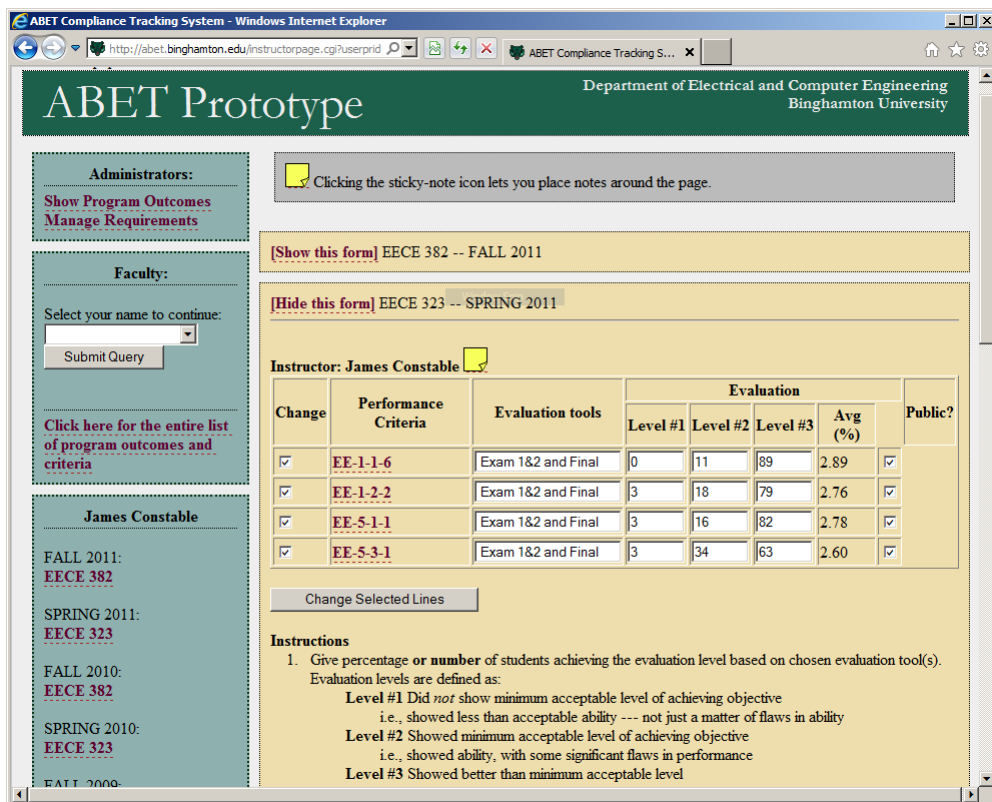 ABET Compliance Tracking System - Windows Internet Explorer
http://abet.binghamton.edu/instructorpage.cgi?userprid
ABET Compliance Tracking S...
ABET Prototype
Department of Electrical and Computer Engineering
Binghamton University
Administrators:
Show Program Outcomes
Manage Requirements
Faculty:
Select your name to continue:
Submit Query
Click here for the entire list
of program outcomes and
criteria
James Constable
FALL 2011:
EECE 382
SPRING 2011:
EECE 323
FALL 2010:
EECE 382
SPRING 2010:
EECE 323
FALL 2009:
Clicking the sticky-note icon lets you place notes around the page.
[Show this form] EECE 382 -- FALL 2011
[Hide this form] EECE 323 -- SPRING 2011
Instructor: James Constable
Change Performance Criteria Evaluation tools Evaluation Public?
Level #1 Level #2 Level #3 Avg (%)
EE-1-1-6 Exam 1&2 and Final 0 11 89 2.89
EE-1-2-2 Exam 1&2 and Final 3 18 79 2.76
EE-5-1-1 Exam 1&2 and Final 3 16 82 2.78
EE-5-3-1 Exam 1&2 and Final 3 34 63 2.60
Change Selected Lines
Instructions
1. Give percentage or number of students achieving the evaluation level based on chosen evaluation tool(s).
Evaluation levels are defined as:
Level #1 Did not show minimum acceptable level of achieving objective
i.e., showed less than acceptable ability --- not just a matter of flaws in ability
Level #2 Showed minimum acceptable level of achieving objective
i.e., showed ability, with some significant flaws in performance
Level #3 Showed better than minimum acceptable level